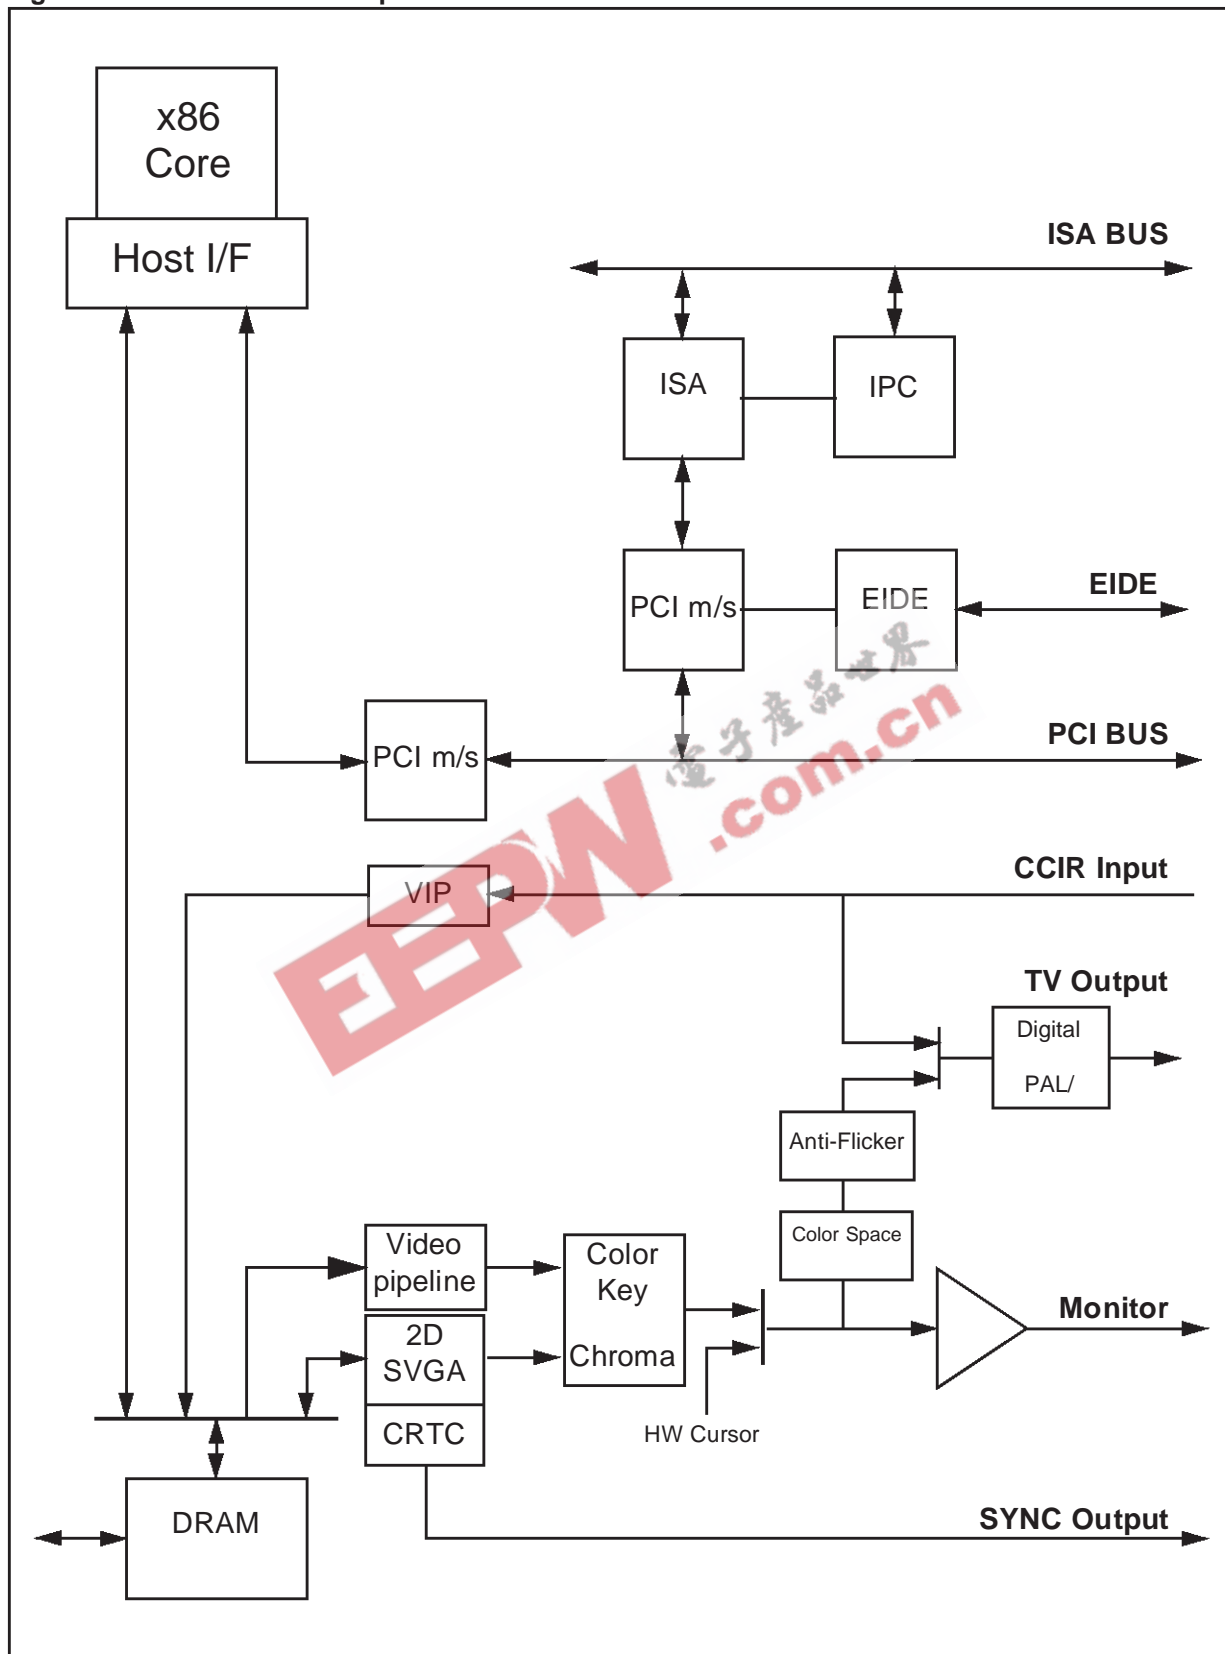 x86
Core
Host I/F
ISA BUS
ISA
IPC
PCI m/s
EIDE
EIDE
PCI m/s
PCI BUS
電子產品世界
.com.cn
EEPW
VIP
CCIR Input
TV Output
Digital
PAL/
Anti-Flicker
Color Space
Video
pipeline
Color
Key
Chroma
2D
SVGA
CRTC
HW Cursor
Monitor
DRAM
SYNC Output